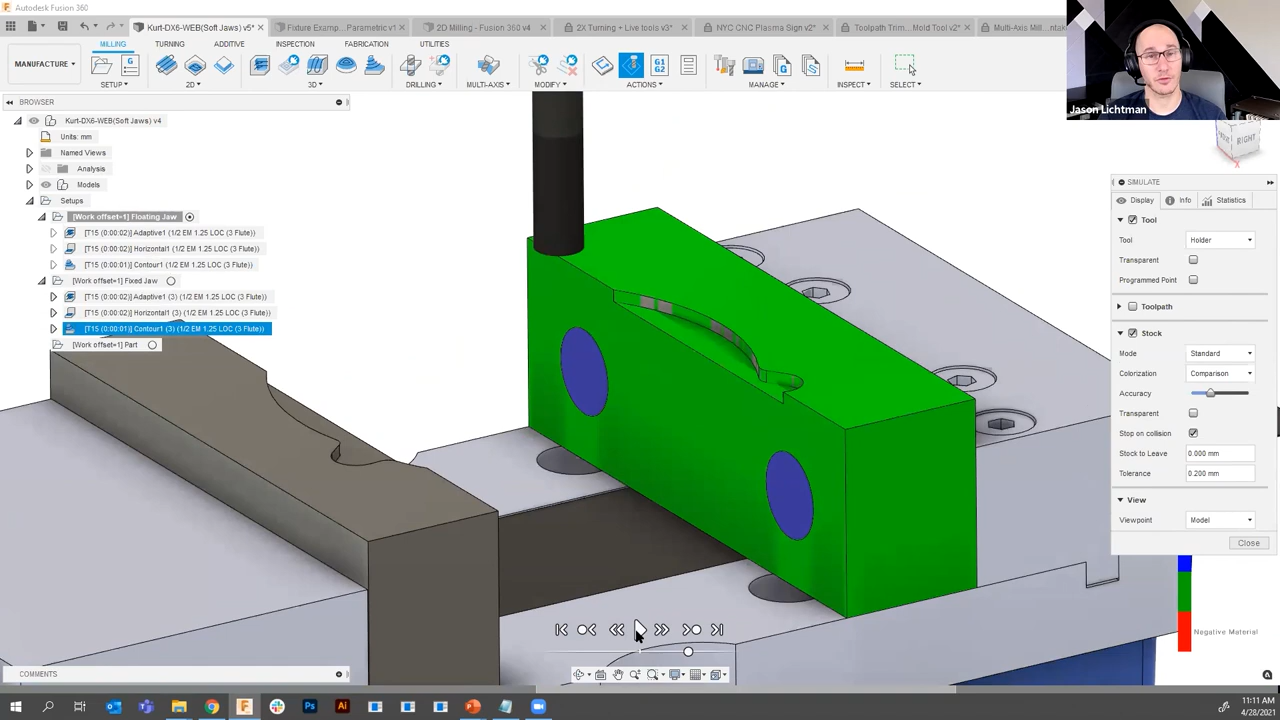 Autodesk Fusion 360
Kurt-DX6-WEB(Soft Jaws) v5*
Fixture Examp... Parametric v1
2D Milling - Fusion 360 v4
2X Turning + Live tools v3*
NYC CNC Plasma Sign v2*
Toolpath Trim... Mold Tool v2*
MILLING
TURNING
ADDITIVE
INSPECTION
FABRICATION
UTILITIES
MANUFACTURE
SETUP
2D
3D
DRILLING
MULTI-AXIS
MODIFY
ACTIONS
MANAGE
INSPECT
SELECT
G1
G2
Jason Lichtman
RIGHT
BROWSER
Kurt-DX6-WEB(Soft Jaws) v4
Units: mm
Named Views
Analysis
Models
Setups
[Work offset=1] Floating Jaw
[T15 (0:00:02)] Adaptive1 (1/2 EM 1.25 LOC (3 Flute))
[T15 (0:00:02)] Horizontal1 (1/2 EM 1.25 LOC (3 Flute))
[T15 (0:00:01)] Contour1 (1/2 EM 1.25 LOC (3 Flute))
[Work offset=1] Fixed Jaw
[T15 (0:00:02)] Adaptive1 (3) (1/2 EM 1.25 LOC (3 Flute))
[T15 (0:00:02)] Horizontal1 (3) (1/2 EM 1.25 LOC (3 Flute))
[T15 (0:00:01)] Contour1 (3) (1/2 EM 1.25 LOC (3 Flute))
[Work offset=1] Part
SIMULATE
Display
Info
Statistics
Tool
Tool
Holder
Transparent
Programmed Point
Toolpath
Stock
Mode
Standard
Colorization
Comparison
Accuracy
Transparent
Stop on collision
Stock to Leave
0.000 mm
Tolerance
0.200 mm
View
Viewpoint
Model
Close
Negative Material
COMMENTS
11:11 AM
4/28/2021